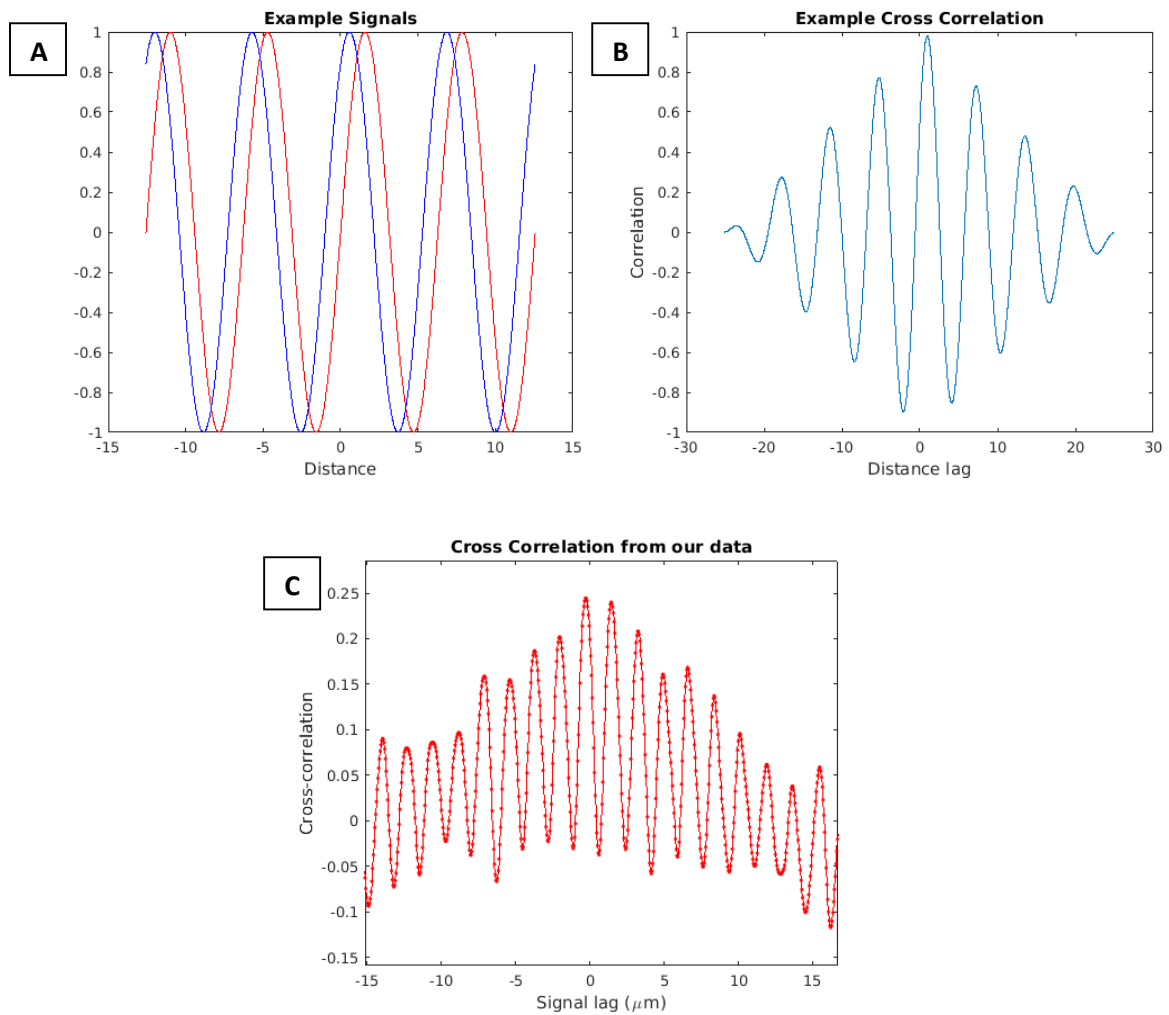 A
Example Signals
1
0.8
0.6
0.4
0.2
0
-0.2
-0.4
-0.6
-0.8
-1
-15 -10 -5 0 5 10 15
Distance
B
Example Cross Correlation
Correlation
1
0.8
0.6
0.4
0.2
0
-0.2
-0.4
-0.6
-0.8
-1
-30 -20 -10 0 10 20 30
Distance lag
C
Cross Correlation from our data
Cross-correlation
0.25
0.2
0.15
0.1
0.05
0
-0.05
-0.1
-0.15
-15 -10 -5 0 5 10 15
Signal lag (μm)